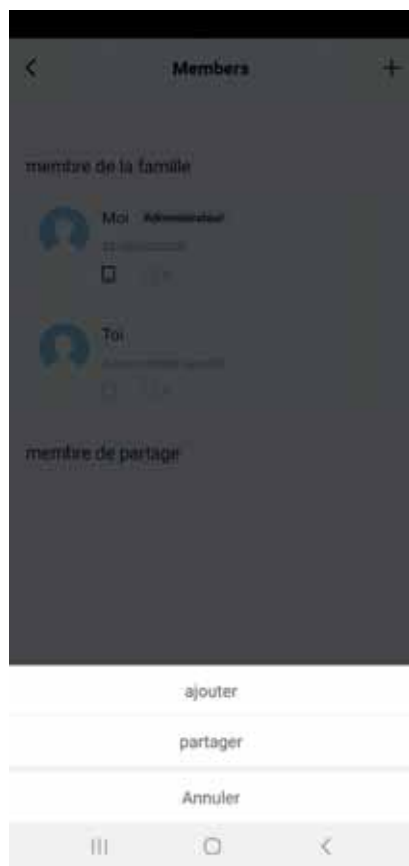 Members
membre de la famille
Moi Administrateur
Toi
membre de partage
ajouter
partager
Annuler